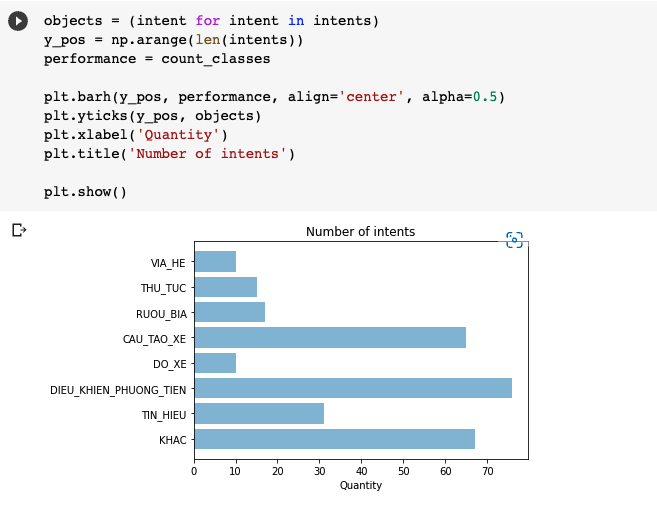 objects = (intent for intent in intents)
y_pos = np.arange(len(intents))
performance = count_classes
plt.barh(y_pos, performance, align='center', alpha=0.5)
plt.yticks(y_pos, objects)
plt.xlabel('Quantity')
plt.title('Number of intents')
plt.show()
Number of intents
VIA_HE
THU_TUC
RUOU_BIA
CAU_TAO_XE
DO_XE
DIEU_KHIEN_PHUONG_TIEN
TIN_HIEU
KHAC
0 10 20 30 40 50 60 70
Quantity